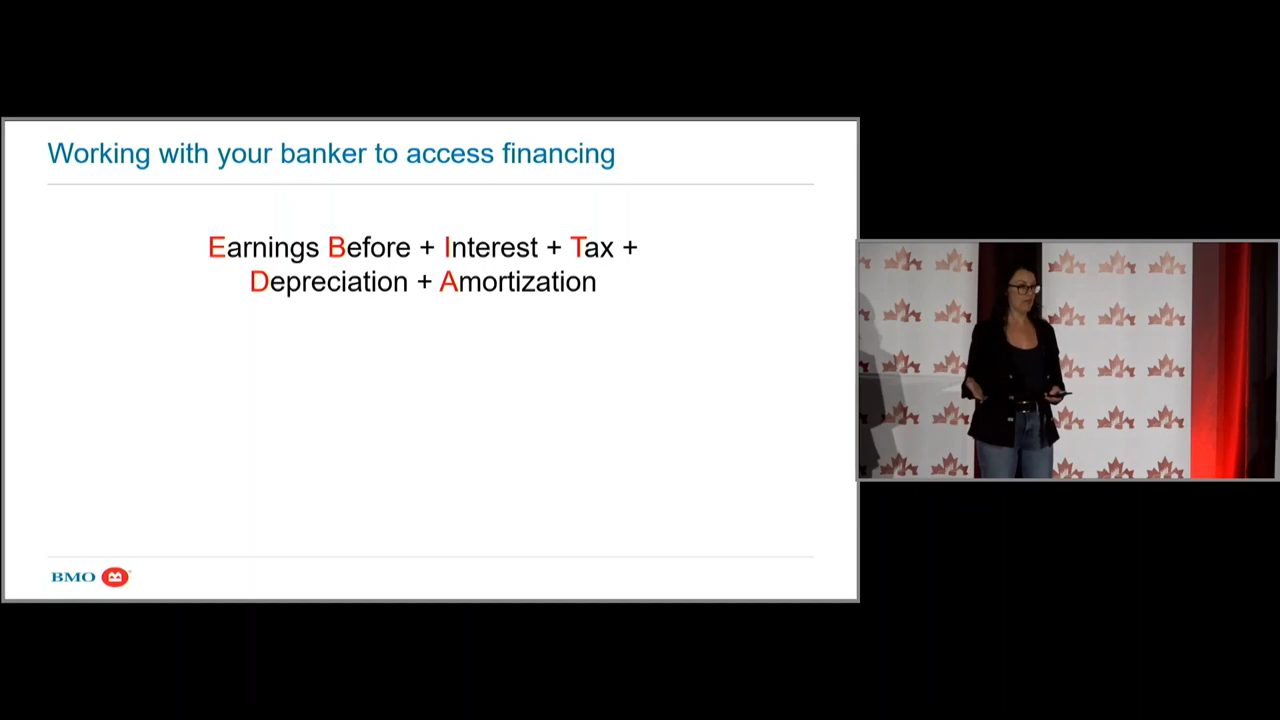 Working with your banker to access financing
Earnings Before + Interest + Tax +
Depreciation + Amortization
BMO